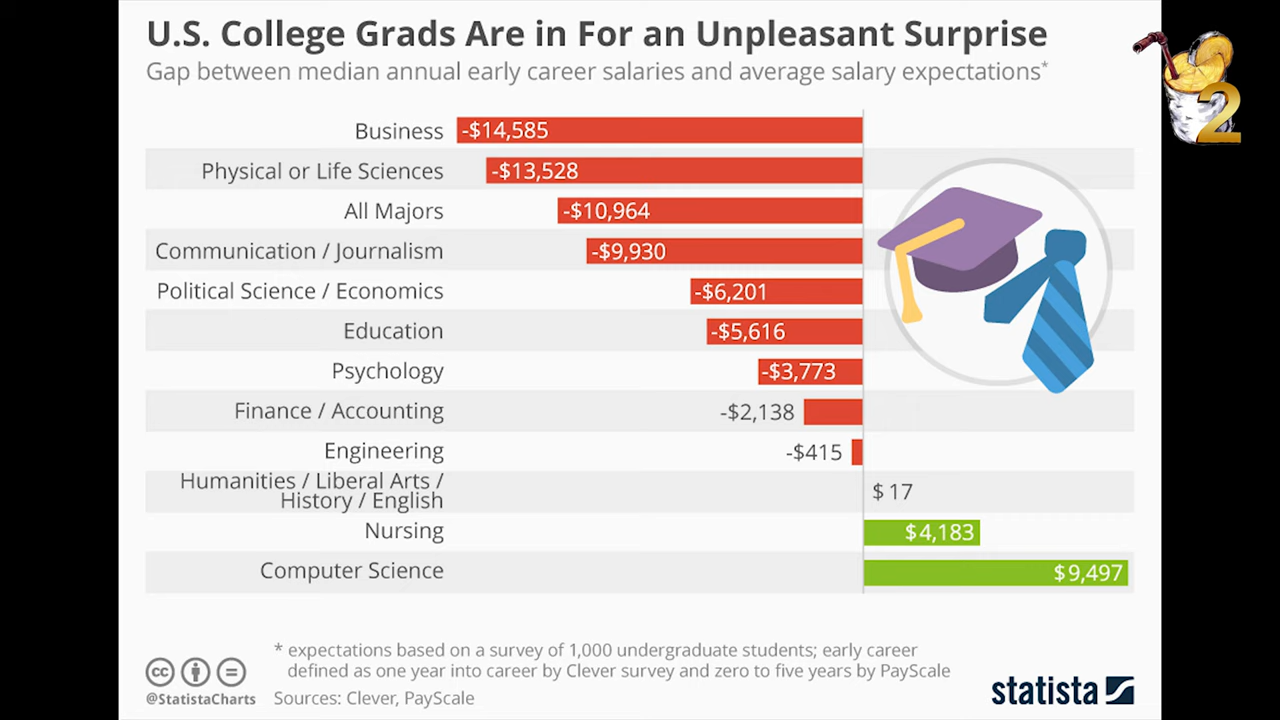 U.S. College Grads Are in For an Unpleasant Surprise
Gap between median annual early career salaries and average salary expectations*
2
Business -$14,585
Physical or Life Sciences -$13,528
All Majors -$10,964
Communication / Journalism -$9,930
Political Science / Economics -$6,201
Education -$5,616
Psychology -$3,773
Finance / Accounting -$2,138
Engineering -$415
Humanities / Liberal Arts /
History / English $17
Nursing $4,183
Computer Science $9,497
* expectations based on a survey of 1,000 undergraduate students; early career
defined as one year into career by Clever survey and zero to five years by PayScale
cc
@StatistaCharts Sources: Clever, PayScale
statista